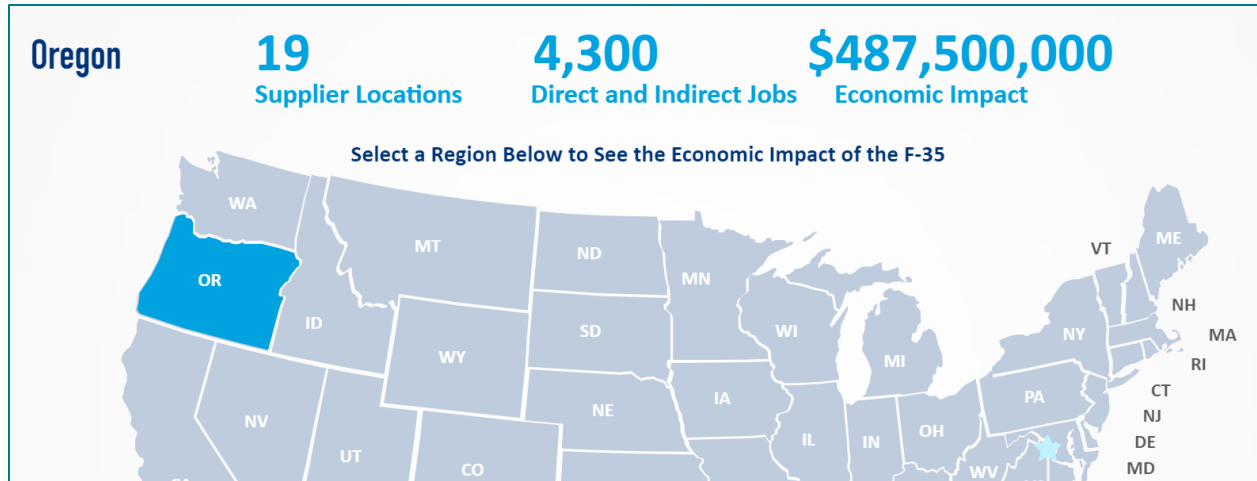 Oregon
19
Supplier Locations
4,300
Direct and Indirect Jobs
$487,500,000
Economic Impact
Select a Region Below to See the Economic Impact of the F-35
WA
MT
ND
MN
VT
ME
OR
ID
SD
WI
NH
WY
MI
NY
MA
RI
NV
NE
IA
PA
CT
NJ
UT
CO
IL
IN
OH
DE
WV
MD